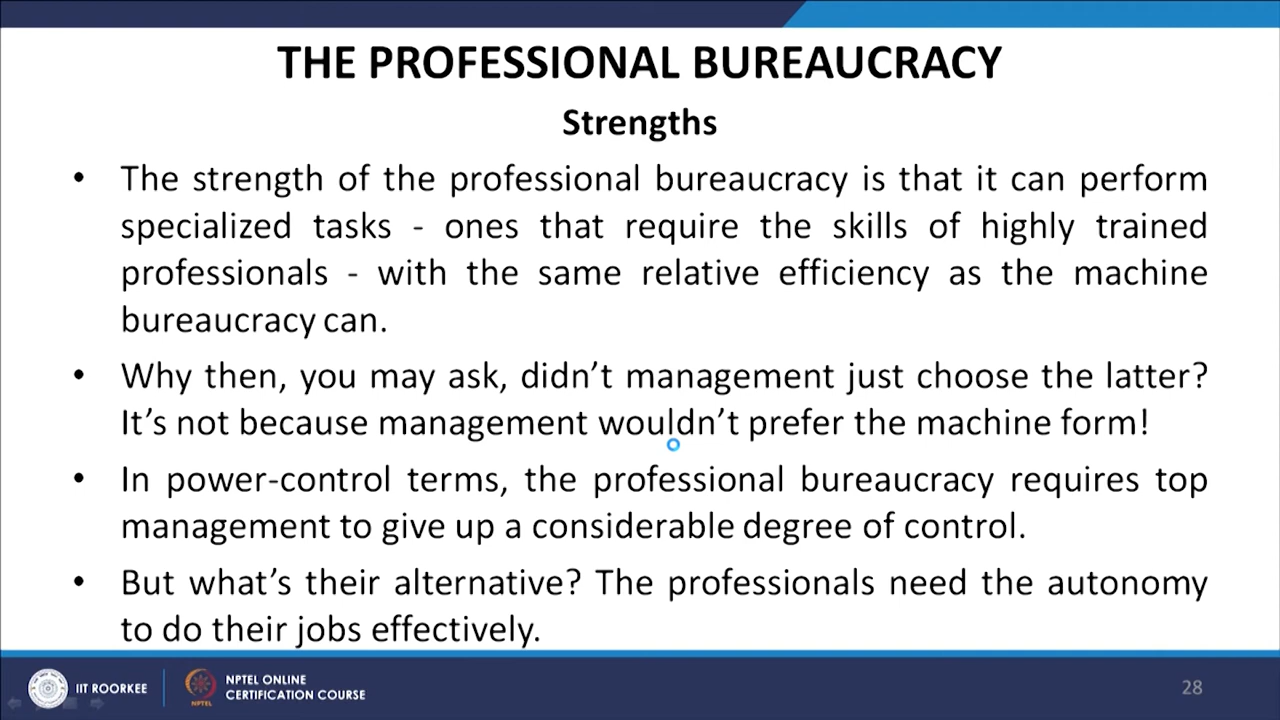 THE PROFESSIONAL BUREAUCRACY
Strengths
• The strength of the professional bureaucracy is that it can perform
specialized tasks - ones that require the skills of highly trained
professionals - with the same relative efficiency as the machine
bureaucracy can.
• Why then, you may ask, didn’t management just choose the latter?
It’s not because management wouldn’t prefer the machine form!
• In power-control terms, the professional bureaucracy requires top
management to give up a considerable degree of control.
• But what’s their alternative? The professionals need the autonomy
to do their jobs effectively.
IIT ROORKEE
NPTEL
NPTEL ONLINE
CERTIFICATION COURSE
28